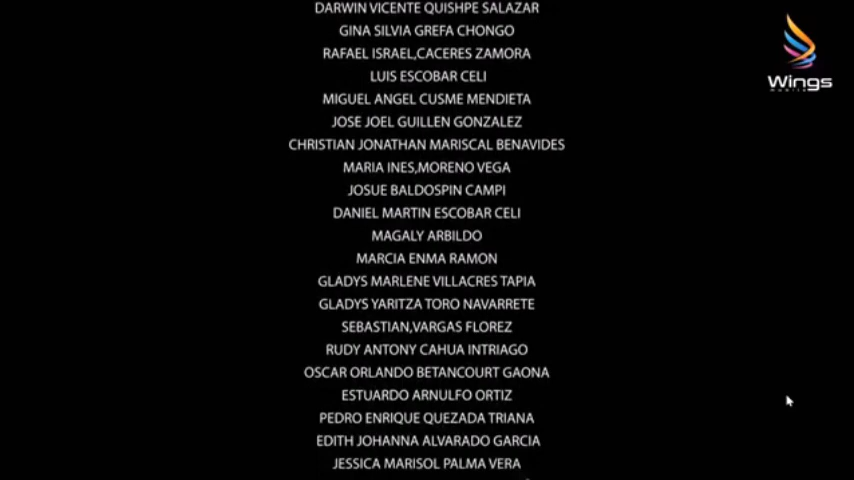 DARWIN VICENTE QUISHPE SALAZAR
GINA SILVIA GREFA CHONGO
RAFAEL ISRAEL,CACERES ZAMORA
LUIS ESCOBAR CELI
MIGUEL ANGEL CUSME MENDIETA
JOSE JOEL GUILLEN GONZALEZ
CHRISTIAN JONATHAN MARISCAL BENAVIDES
MARIA INES,MORENO VEGA
JOSUE BALDOSPIN CAMPI
DANIEL MARTIN ESCOBAR CELI
MAGALY ARBILDO
MARCIA ENMA RAMON
GLADYS MARLENE VILLACRES TAPIA
GLADYS YARITZA TORO NAVARRETE
SEBASTIAN,VARGAS FLOREZ
RUDY ANTONY CAHUA INTRIAGO
OSCAR ORLANDO BETANCOURT GAONA
ESTUARDO ARNULFO ORTIZ
PEDRO ENRIQUE QUEZADA TRIANA
EDITH JOHANNA ALVARADO GARCIA
JESSICA MARISOL PALMA VERA
Wings
MOBILE